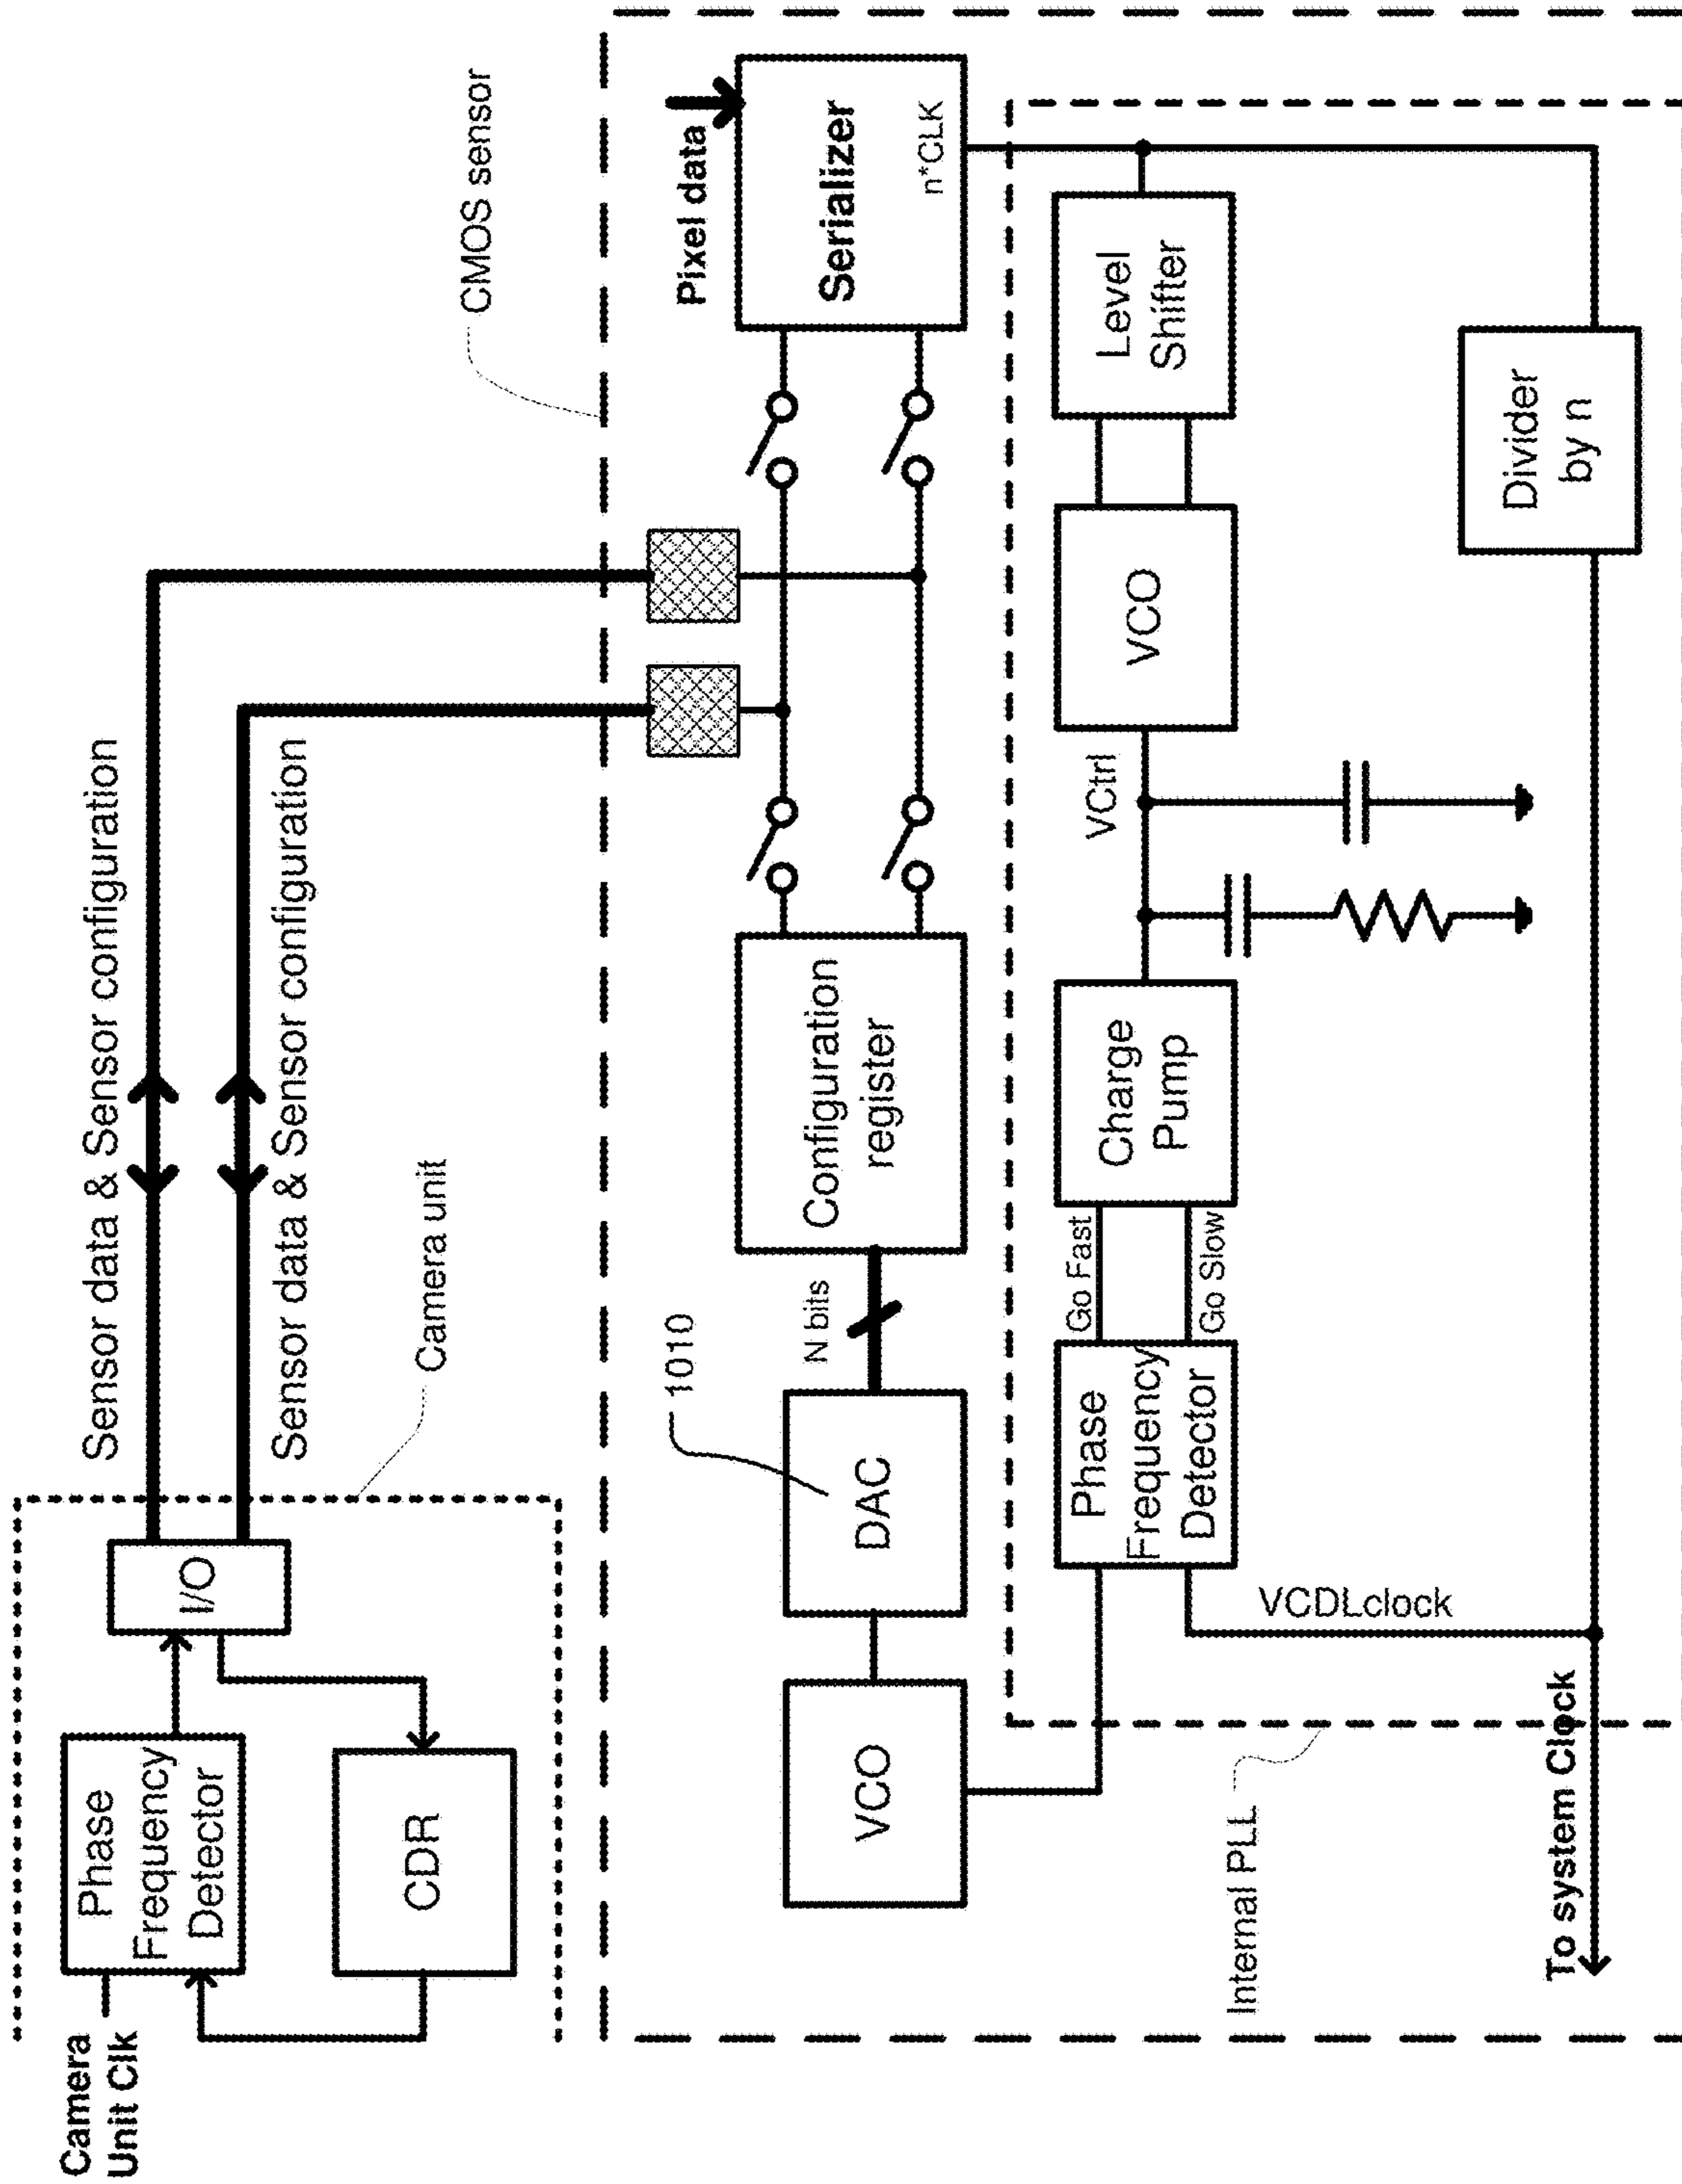 Camera
Unit Clk
Phase
Frequency
Detector
CDR
I/O
Sensor data & Sensor configuration
Sensor data & Sensor configuration
Camera unit
CMOS sensor
Pixel data
Serializer
n*CLK
Configuration
register
N bits
1010
DAC
VCO
Internal PLL
Phase
Frequency
Detector
Go Fast
Go Slow
Charge
Pump
VCtrl
VCO
Level
Shifter
VCDLclock
Divider
by n
To system Clock